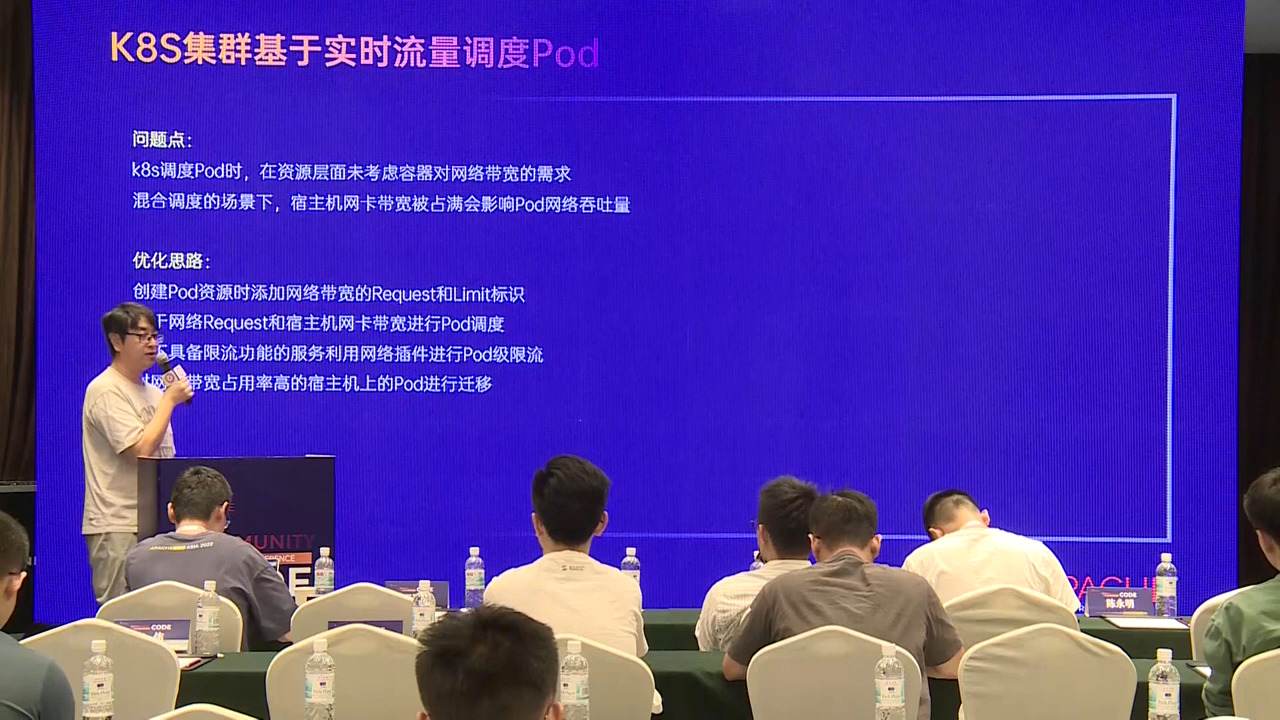 K8S集群基于实时流量调度Pod
问题点：
k8s调度Pod时，在资源层面未考虑容器对网络带宽的需求
混合调度的场景下，宿主机网卡带宽被占满会影响Pod网络吞吐量
优化思路：
创建Pod资源时添加网络带宽的Request和Limit标识
于网络Request和宿主机网卡带宽进行Pod调度
不具备限流功能的服务利用网络插件进行Pod级限流
网 带宽占用率高的宿主机上的Pod进行迁移
MUNITY
ASIA 2022
CODE
陈永明
CODE